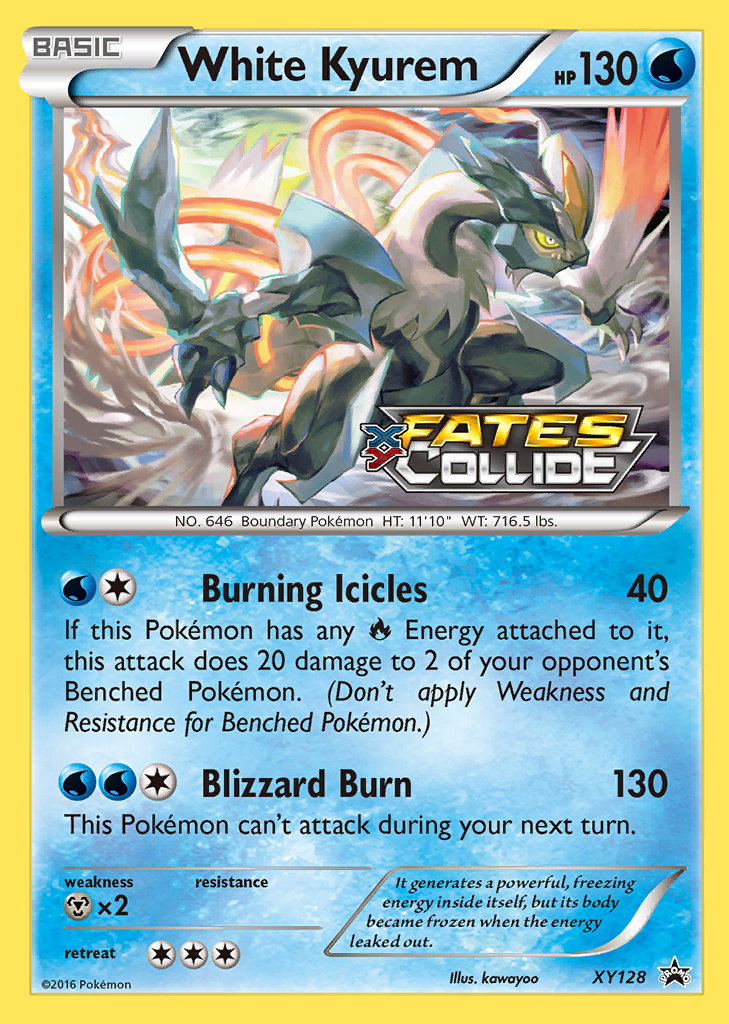 BASIC
White Kyurem
HP 130
XY
FATES
COLLIDE
NO. 646 Boundary Pokémon HT: 11'10" WT: 716.5 lbs.
Burning Icicles 40
If this Pokémon has any Energy attached to it,
this attack does 20 damage to 2 of your opponent's
Benched Pokémon. (Don't apply Weakness and
Resistance for Benched Pokémon.)
Blizzard Burn 130
This Pokémon can't attack during your next turn.
weakness resistance
×2
retreat
It generates a powerful, freezing
energy inside itself, but its body
became frozen when the energy
leaked out.
©2016 Pokémon
Illus. kawayoo
XY128
PROMO